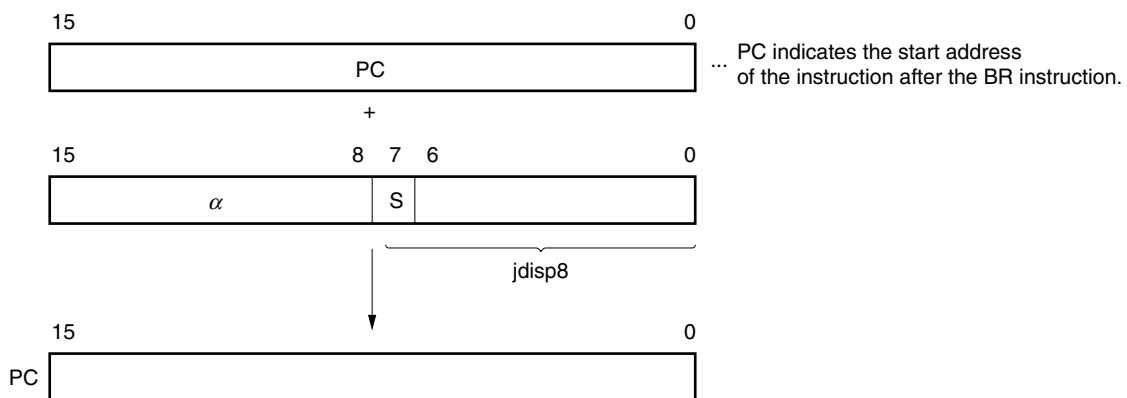 15 0
PC
... PC indicates the start address
of the instruction after the BR instruction.
+
15 8 7 6 0
α S
jdisp8
15 0
PC